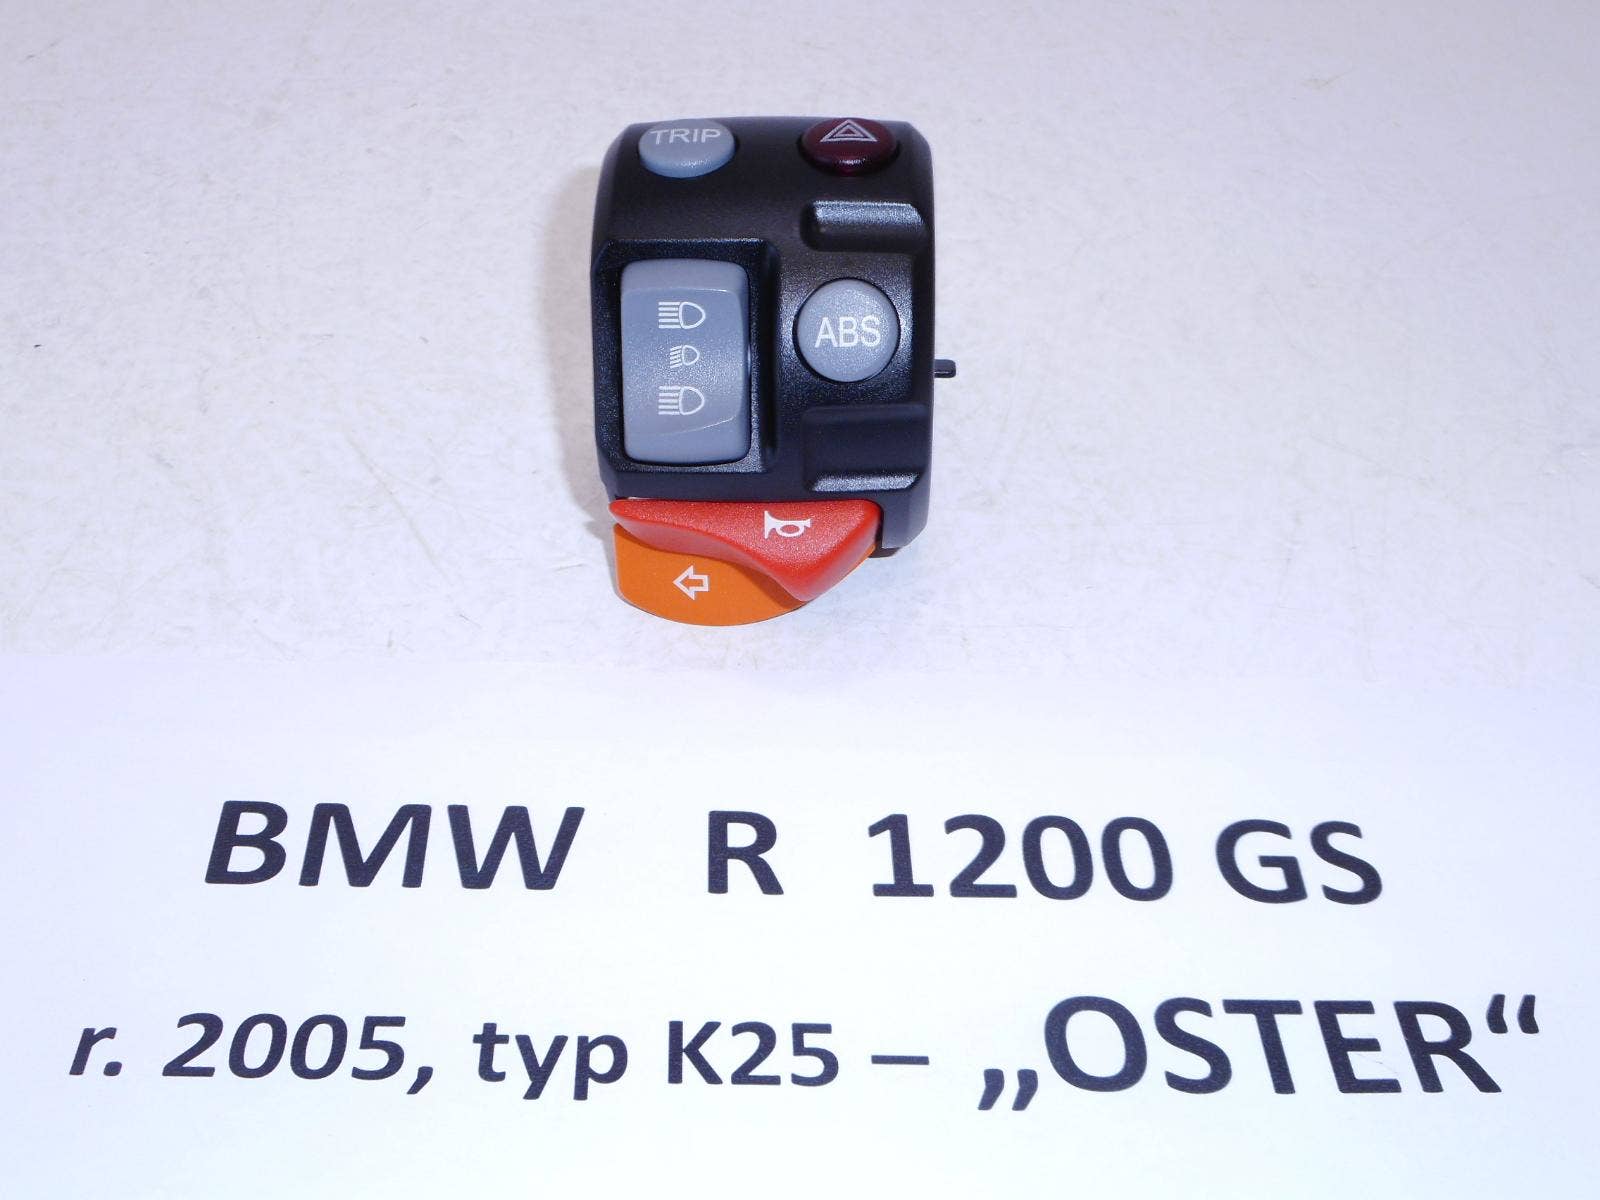 TRIP
ABS
BMW R 1200 GS
r. 2005, typ K25 – „OSTER“